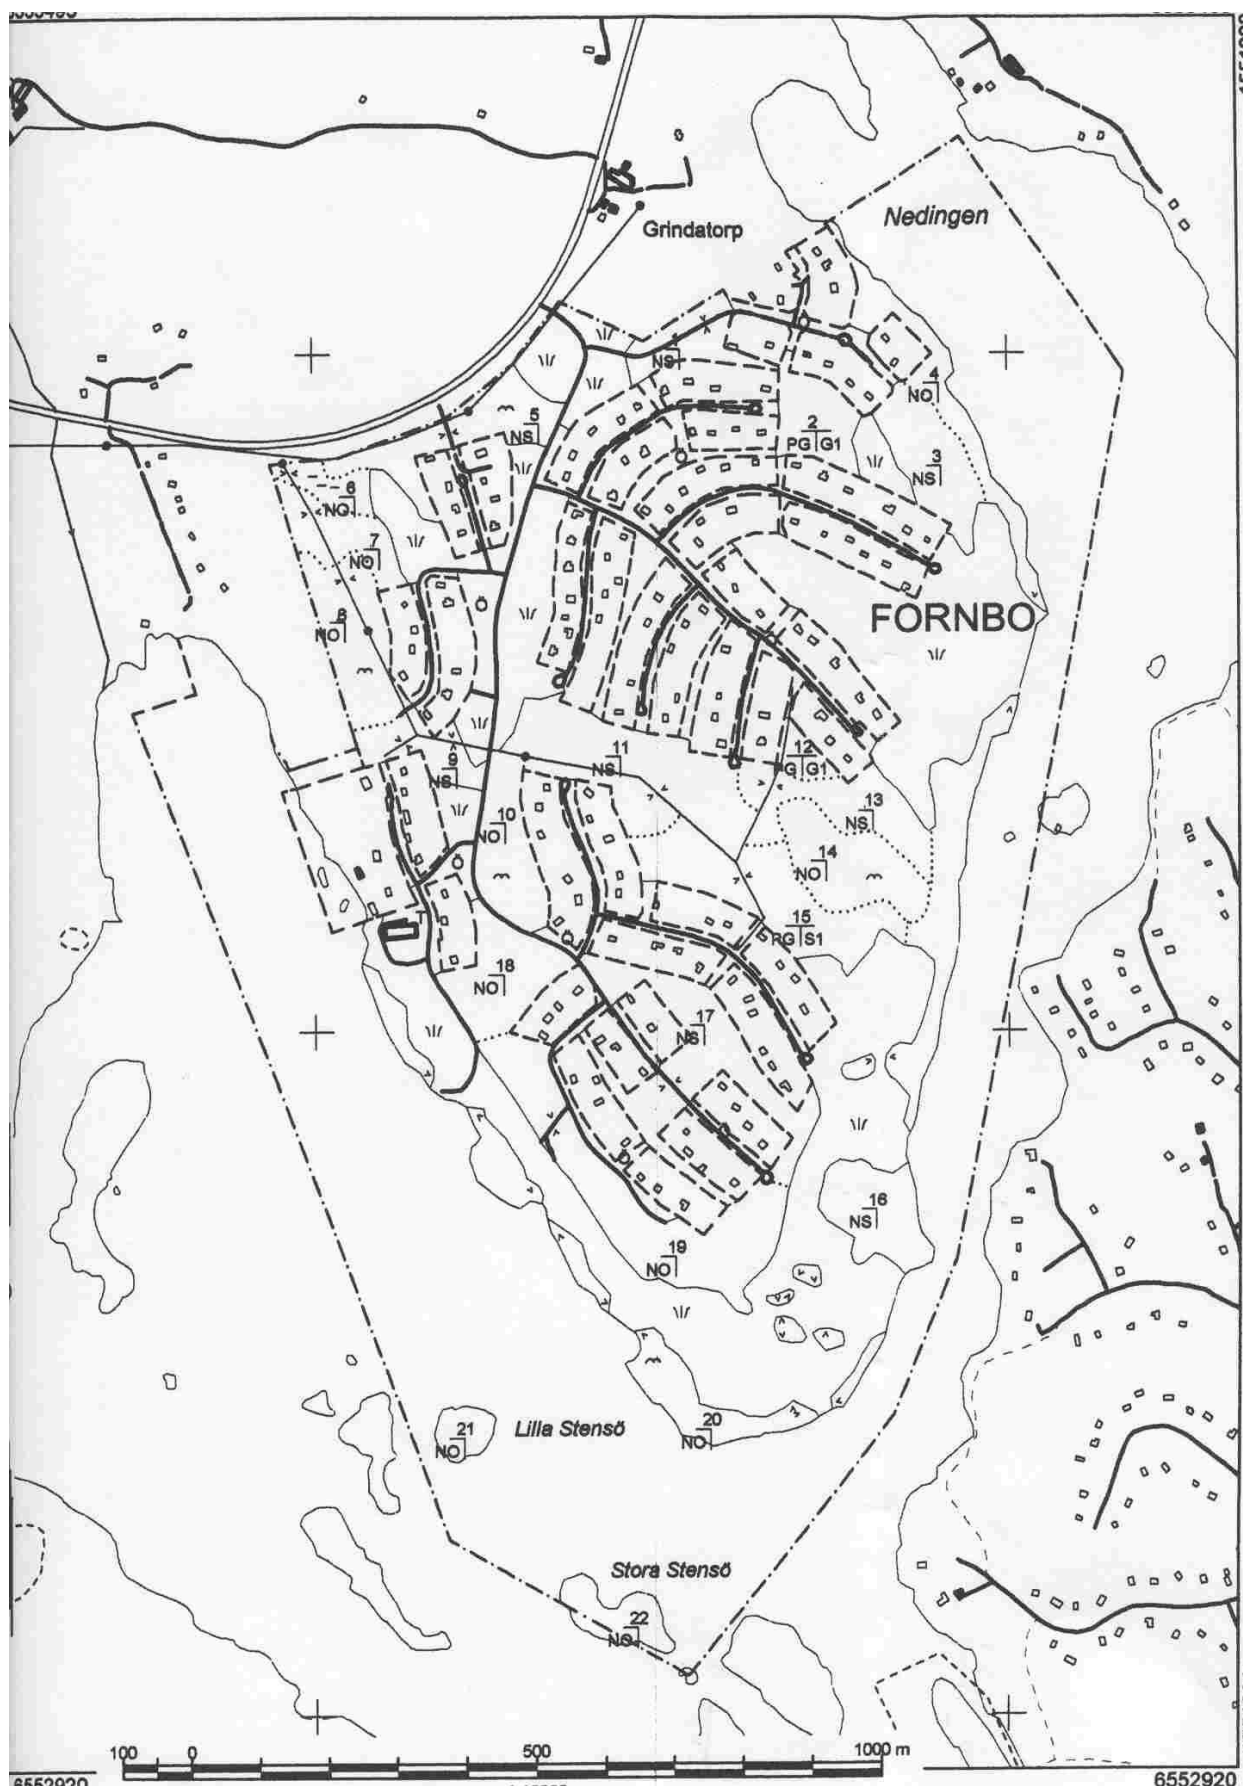 Nedingen
Grindatorp
1
NS
4
NO
5
NS
2
PG G1
3
NS
6
NO
7
NO
8
NO
FORNBO
11
NS
12
G G1
9
NS
10
NO
13
NS
14
NO
15
PG S1
18
NO
17
NS
16
NS
19
NO
20
NO
21
NO
Lilla Stensö
Stora Stensö
22
NO
100 0 500 1000 m
6552920
6552920